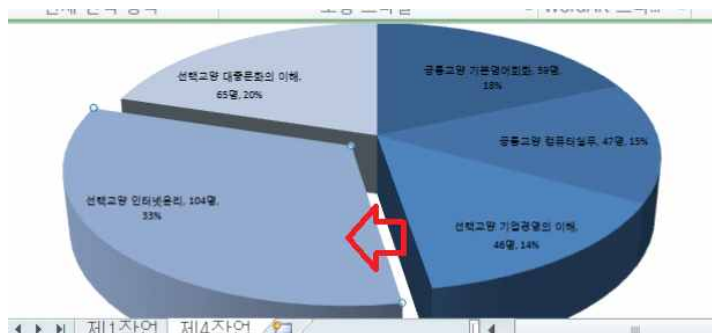 선택교양 대중문화의 이해,
65명, 20%
공통교양 기본영어회화, 59명,
18%
공통교양 컴퓨터실무, 47명, 15%
선택교양 인터넷윤리, 104명,
33%
선택교양 기업경영의 이해,
46명, 14%
제1작업 제4작업